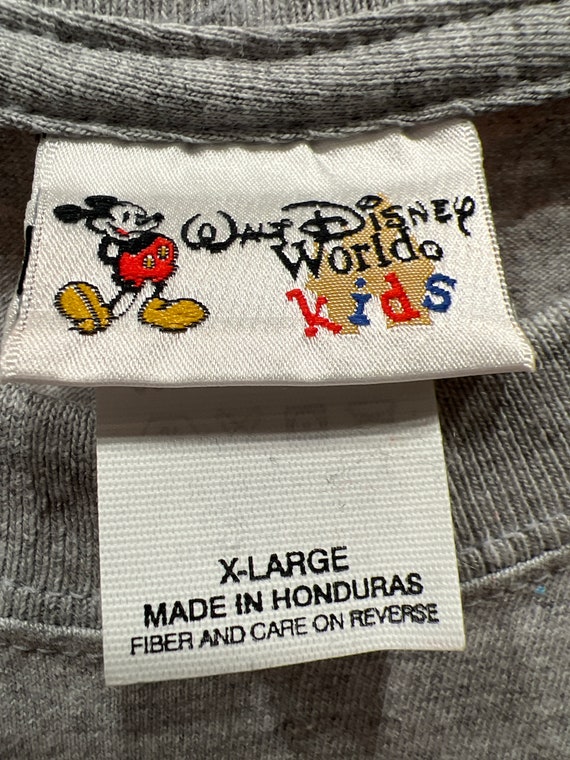 WALT DISNEY
World
kids
X-LARGE
MADE IN HONDURAS
FIBER AND CARE ON REVERSE